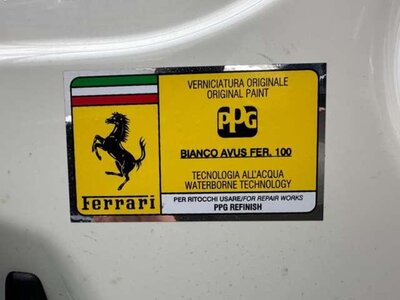 VERNICIATURA ORIGINALE
ORIGINAL PAINT
PPG
BIANCO AVUS FER. 100
TECNOLOGIA ALL'ACQUA
WATERBORNE TECHNOLOGY
Ferrari
PER RITOCCHI USARE/FOR REPAIR WORKS
PPG REFINISH